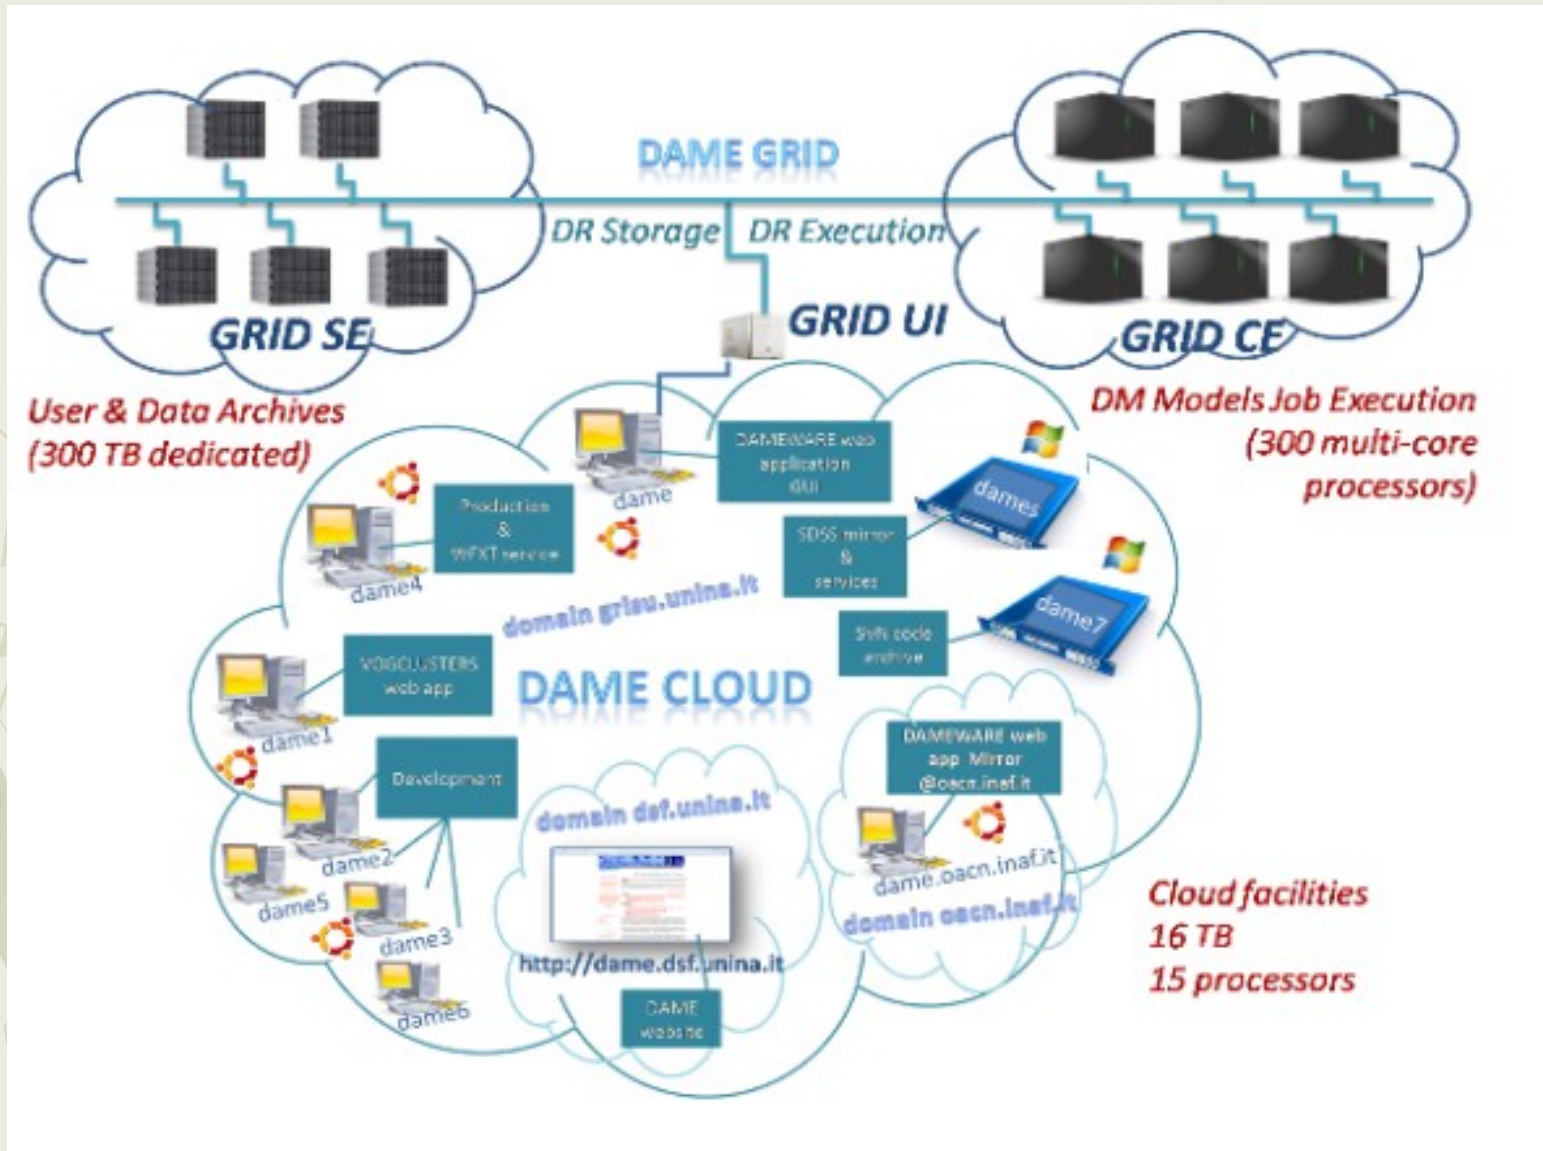 DAME GRID
DR Storage
DR Execution
GRID SE
GRID UI
GRID CE
User & Data Archives
(300 TB dedicated)
DM Models Job Execution
(300 multi-core
processors)
DAMEWARE web
application
GUI
dame
dames
Production
&
WFXT service
dame4
SDSS mirror
&
services
domain grisu.unina.it
dame7
SVN code
archive
VOGCLUSTERS
web app
dame1
DAME CLOUD
DAMEWARE web
app Mirror
@oacn.inaf.it
Development
dame2
dame5
dame3
dame6
domain dsf.unina.it
http://dame.dsf.unina.it
DAME
website
dame.oacn.inaf.it
domain oacn.inaf.it
Cloud facilities
16 TB
15 processors